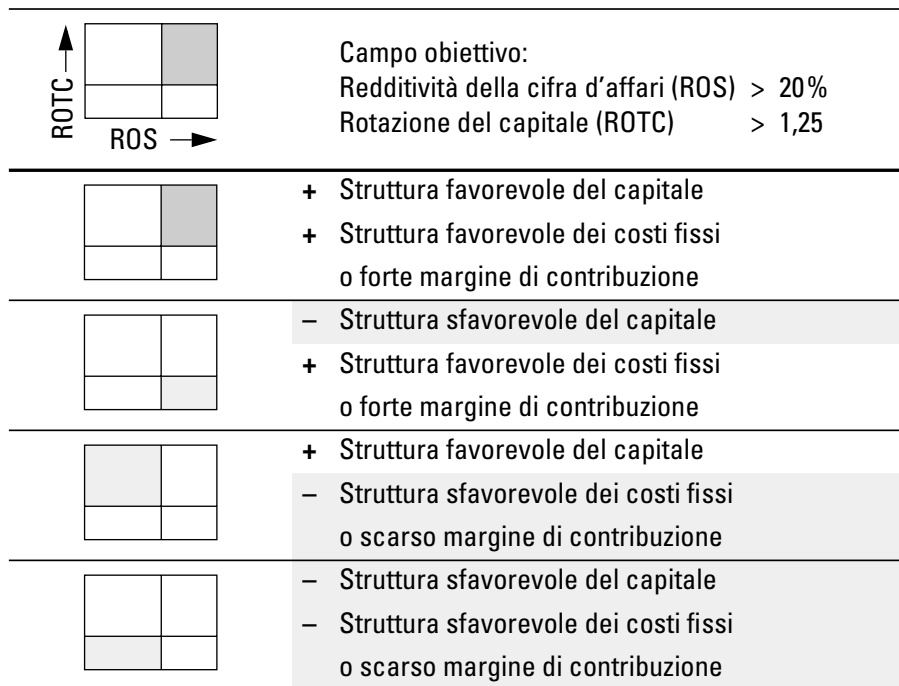 ROTC
ROS
Campo obiettivo:
Redditività della cifra d'affari (ROS) > 20%
Rotazione del capitale (ROTC) > 1,25
+ Struttura favorevole del capitale
+ Struttura favorevole dei costi fissi
o forte margine di contribuzione
– Struttura sfavorevole del capitale
+ Struttura favorevole dei costi fissi
o forte margine di contribuzione
+ Struttura favorevole del capitale
– Struttura sfavorevole dei costi fissi
o scarso margine di contribuzione
– Struttura sfavorevole del capitale
– Struttura sfavorevole dei costi fissi
o scarso margine di contribuzione